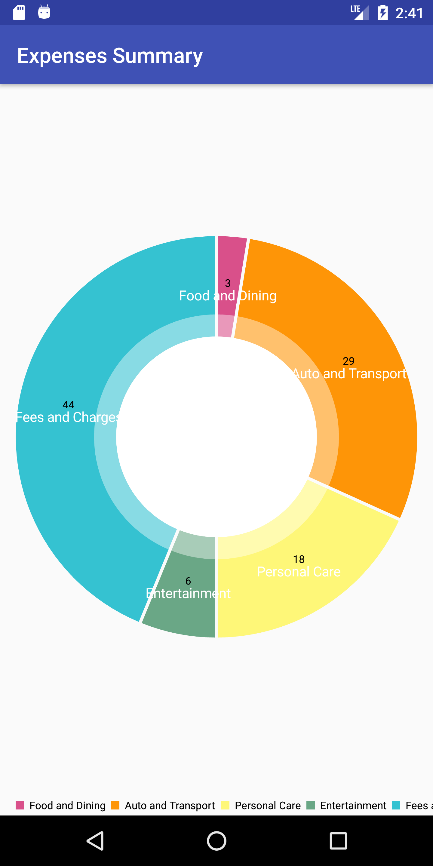 LTE 2:41
Expenses Summary
3
Food and Dining
29
Auto and Transport
44
Fees and Charges
18
Personal Care
6
Entertainment
Food and Dining Auto and Transport Personal Care Entertainment Fees a